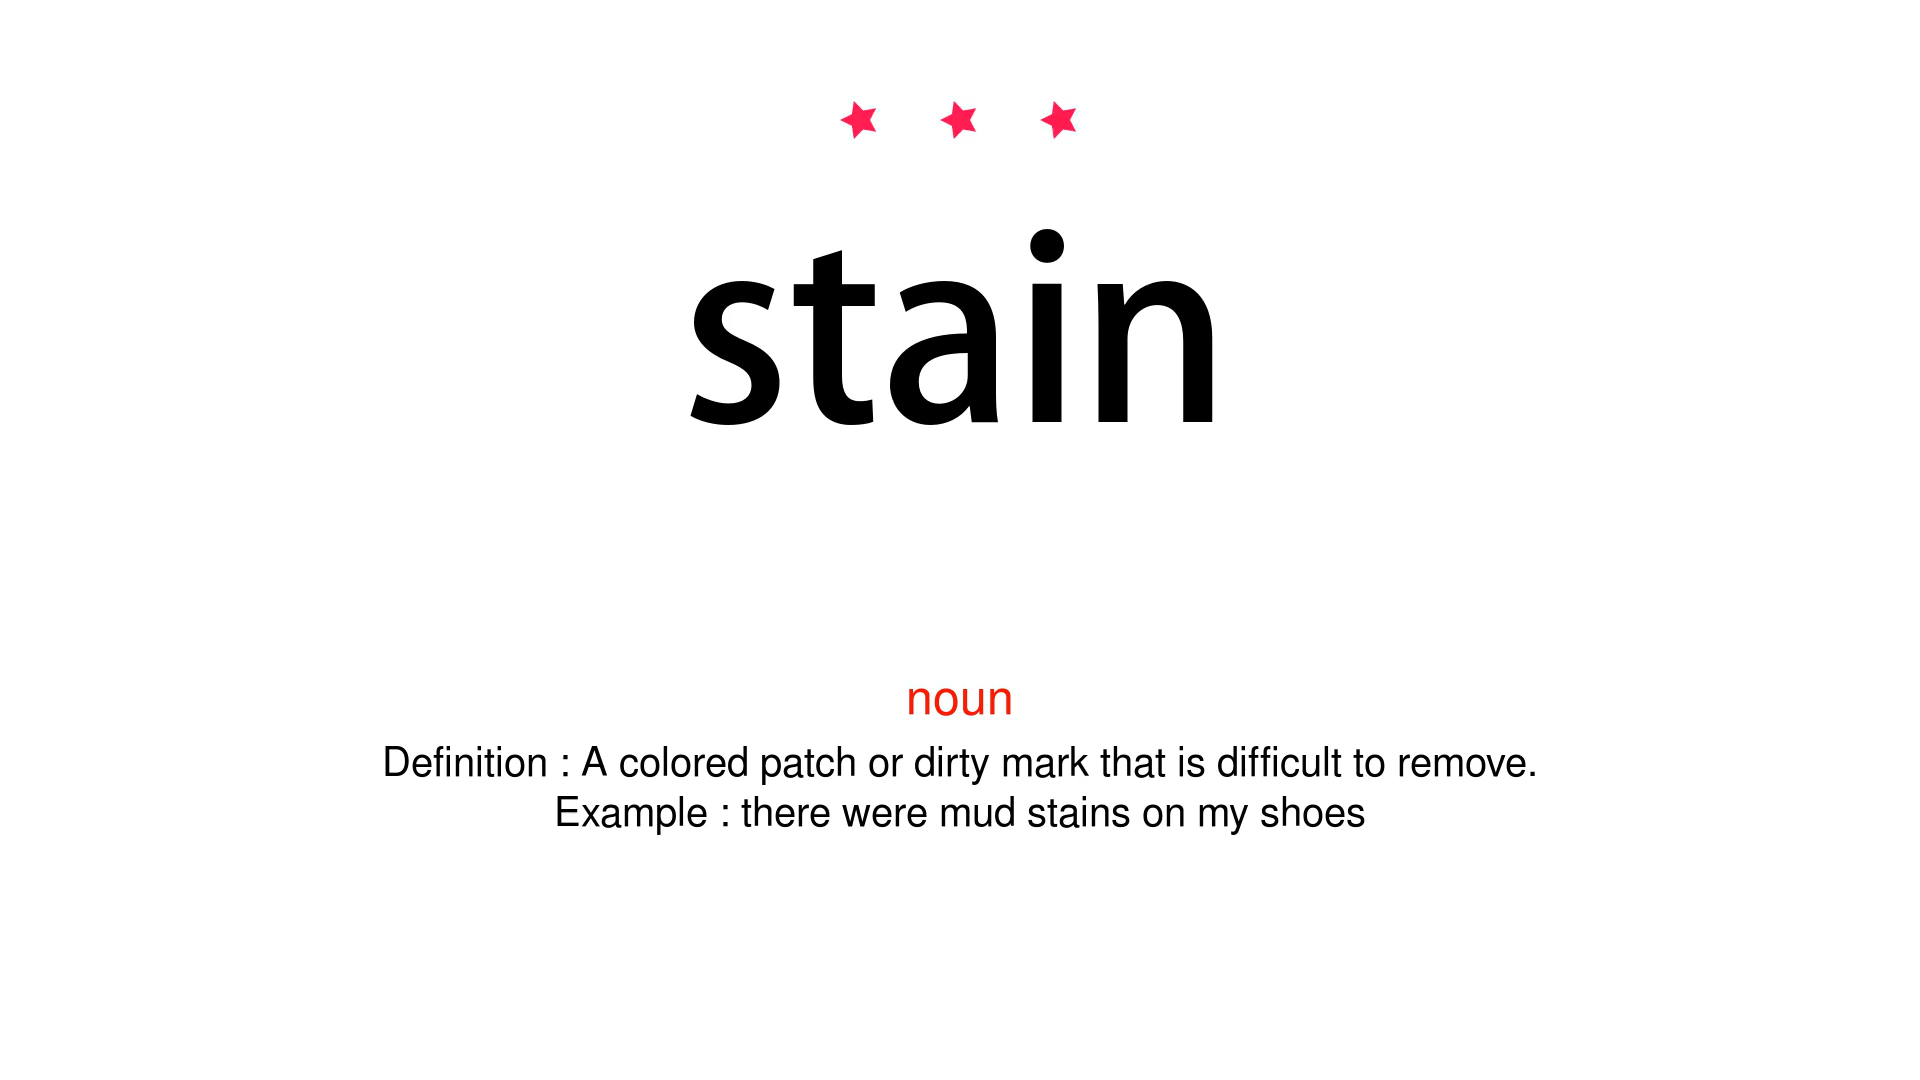 stain
noun
Definition : A colored patch or dirty mark that is difficult to remove.
Example : there were mud stains on my shoes